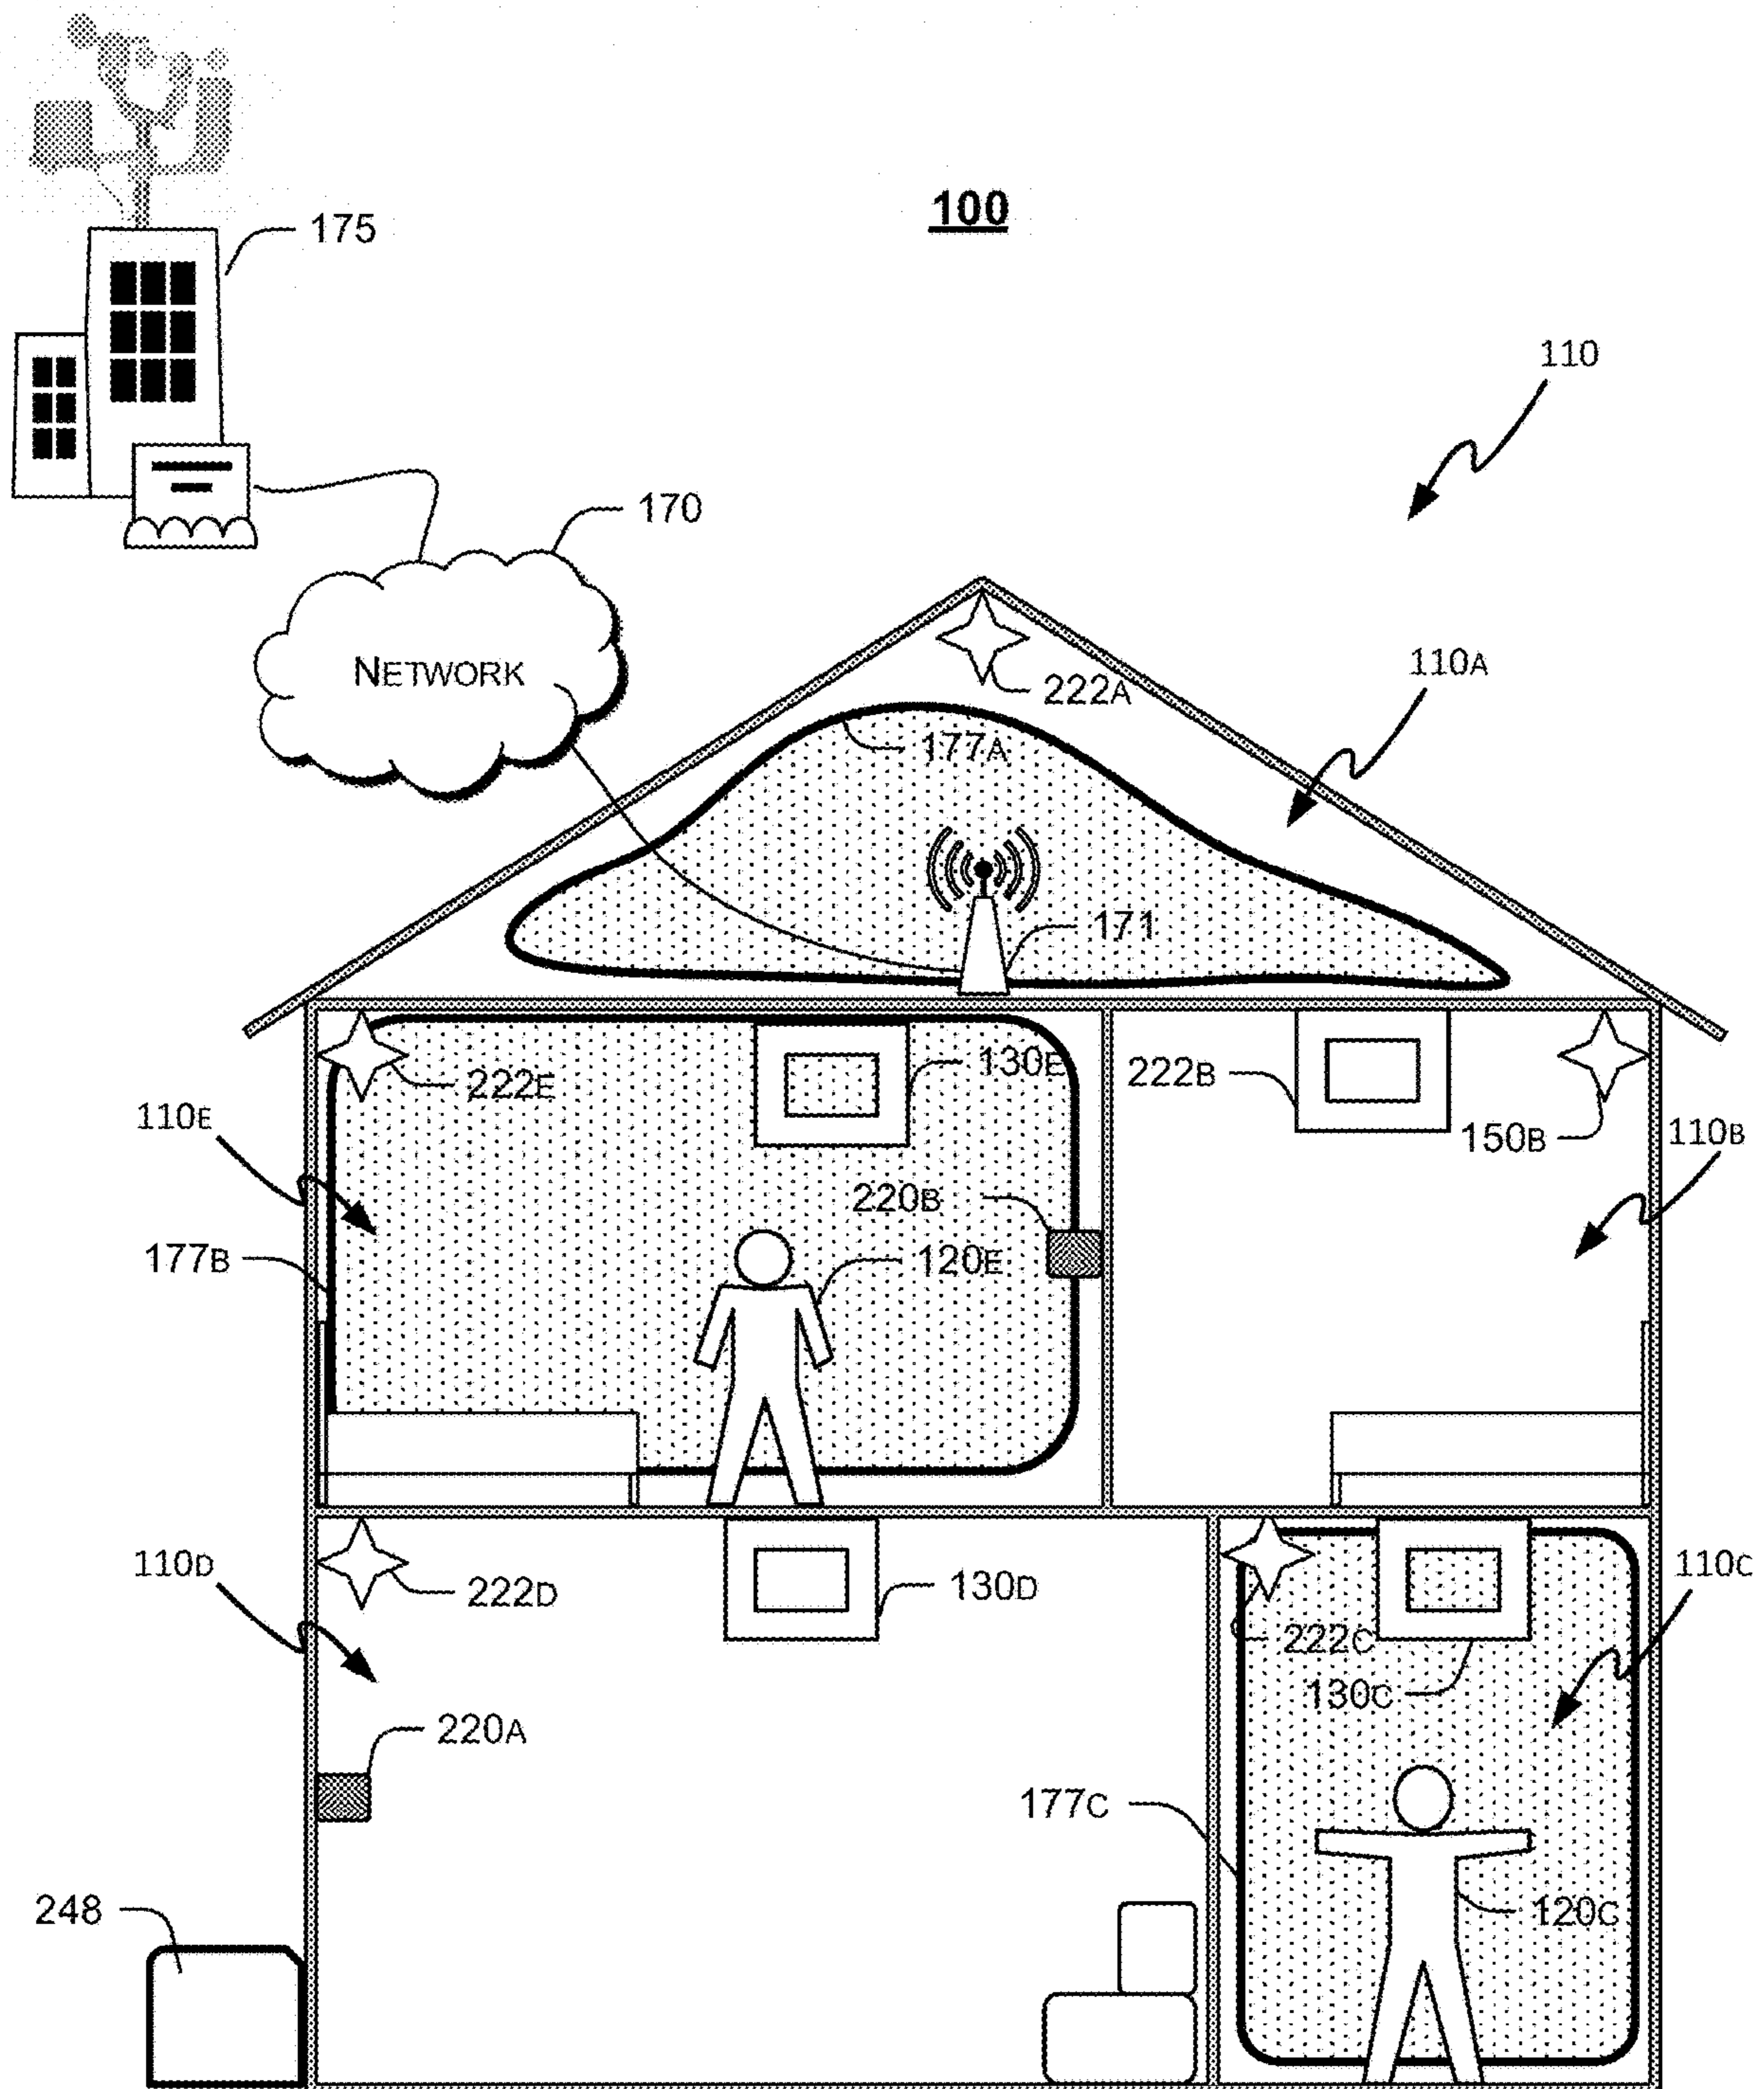 175
100
110
170
NETWORK
110A
222A
177A
171
130E
222E
222B
150B
110E
110B
220B
177B
120E
110D
222D
130D
110C
222C
130C
220A
177C
248
120C